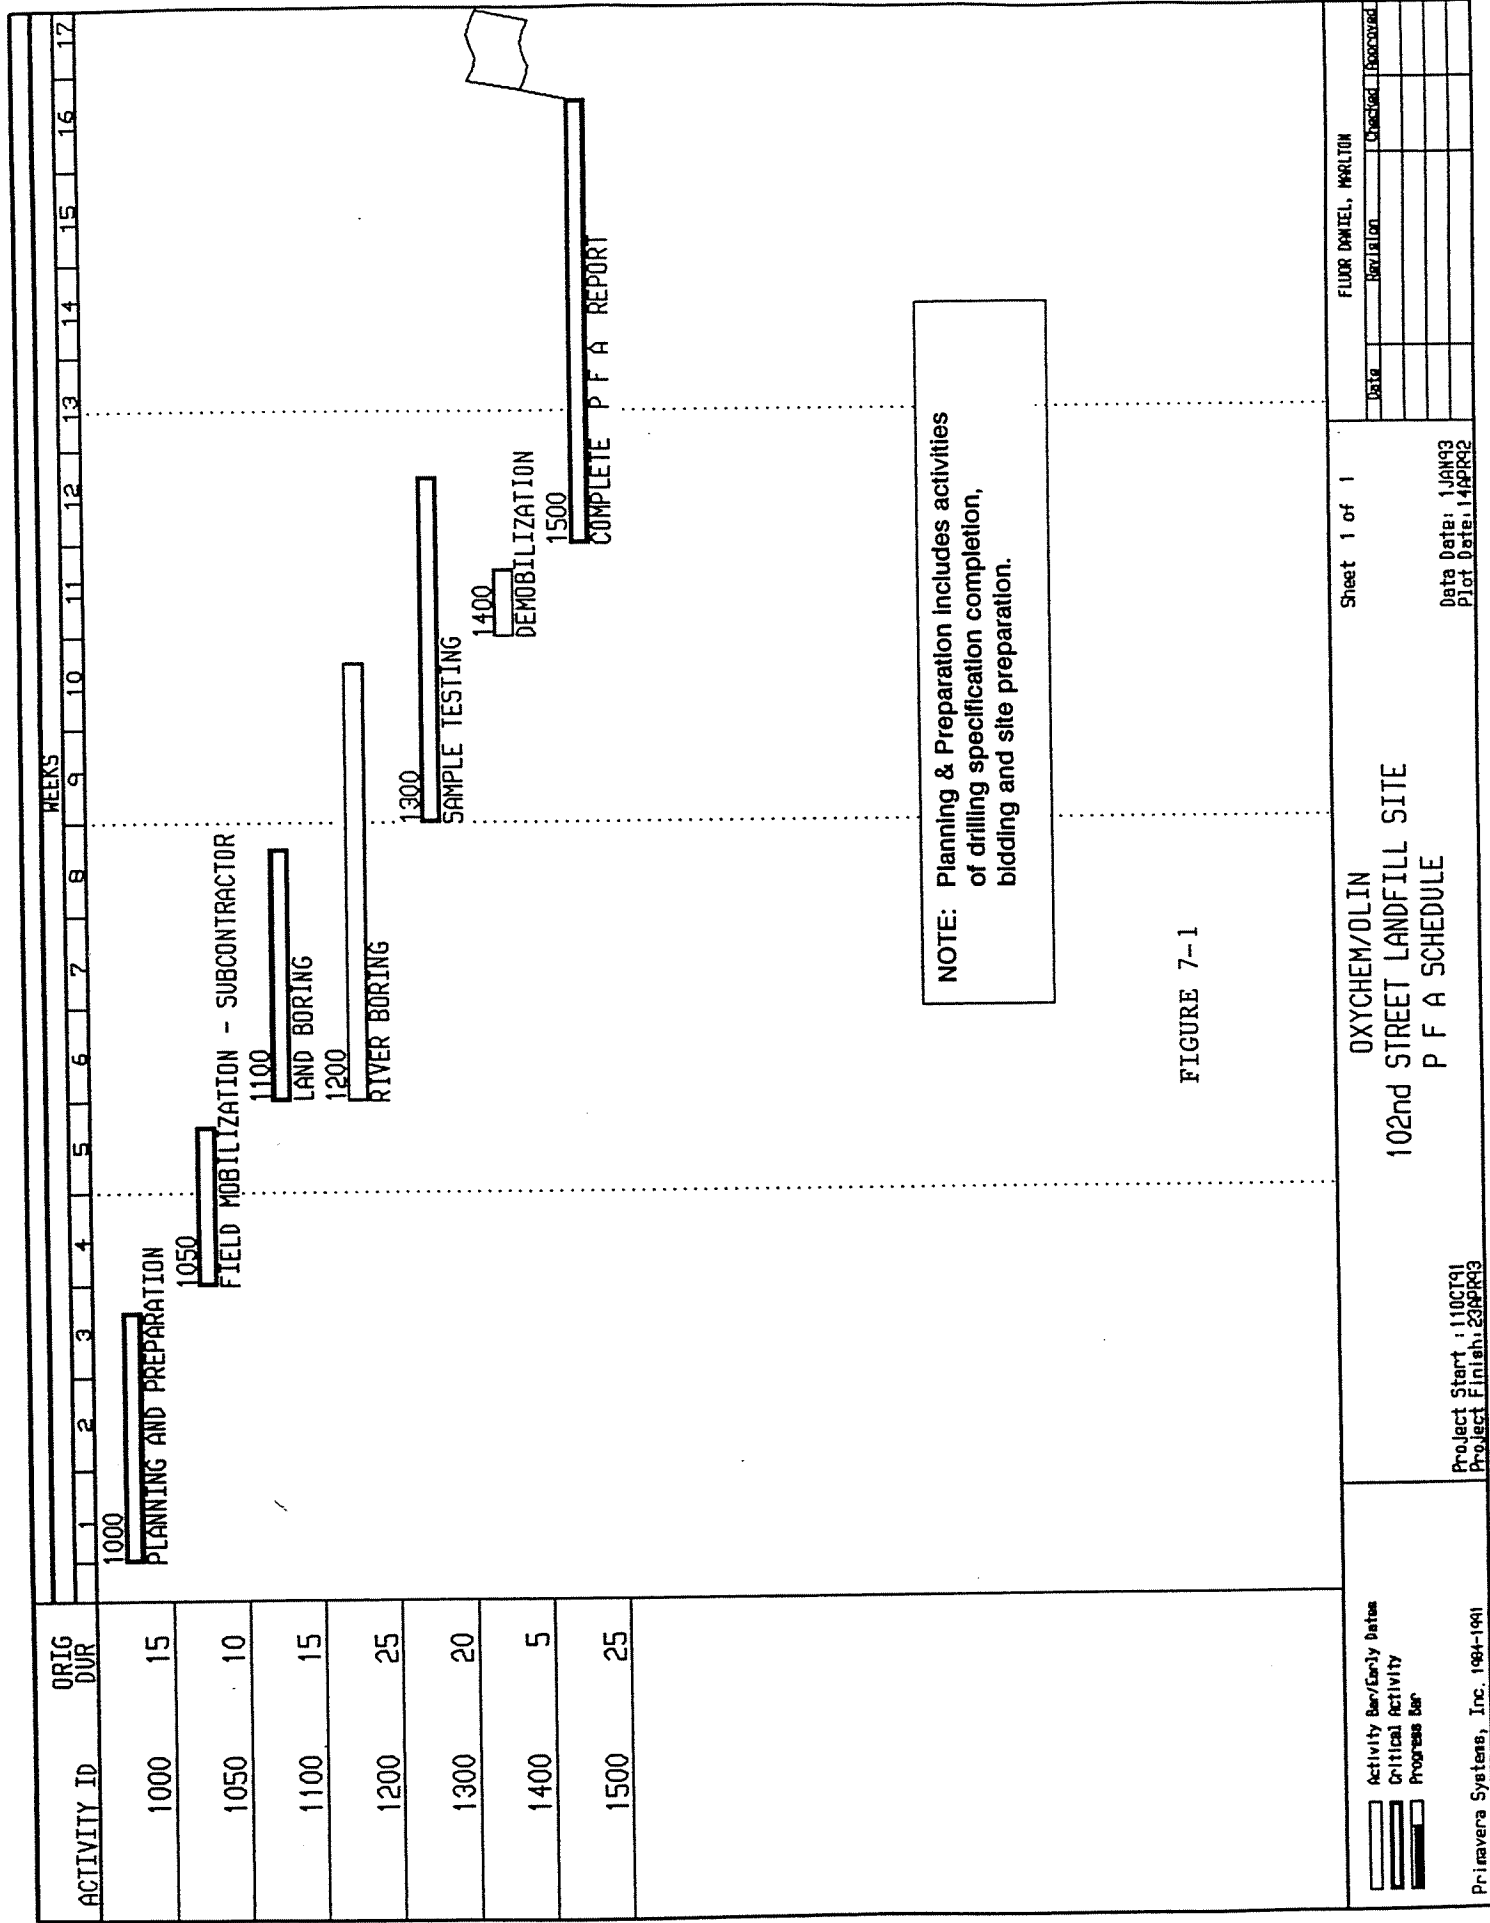 WEEKS
ORIG
ACTIVITY ID DUR 1 2 3 4 5 6 7 8 9 10 11 12 13 14 15 16 17
1000 15
1050 10
1100 15
1200 25
1300 20
1400 5
1500 25
1000
PLANNING AND PREPARATION
1050
FIELD MOBILIZATION - SUBCONTRACTOR
1100
LAND BORING
1200
RIVER BORING
1300
SAMPLE TESTING
1400
DEMOBILIZATION
1500
COMPLETE P F A REPORT
NOTE: Planning & Preparation includes activities
of drilling specification completion,
bidding and site preparation.
FIGURE 7-1
Activity Bar/Early Dates
Critical Activity
Progress Bar
Primavera Systems, Inc. 1984-1991
Project Start : 11OCT91
Project Finish: 23APR93
OXYCHEM/OLIN
102nd STREET LANDFILL SITE
P F A SCHEDULE
Sheet 1 of 1
Data Date: 1JAN93
Plot Date: 14APR92
FLUOR DANIEL, MARLTON
Date Revision Checked Approved